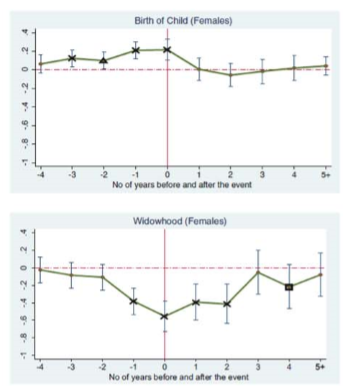 Birth of Child (Females)
.4
.2
0
-.2
-.4
-.6
-.8
-1
-4 -3 -2 -1 0 1 2 3 4 5+
No of years before and after the event
Widowhood (Females)
.4
.2
0
-.2
-.4
-.6
-.8
-1
-4 -3 -2 -1 0 1 2 3 4 5+
No of years before and after the event